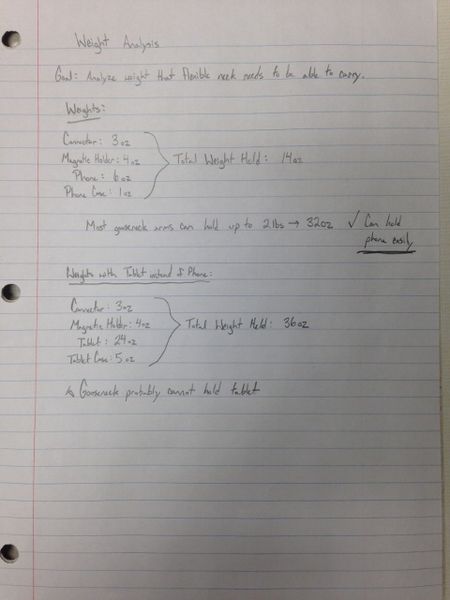 Weight Analysis
Goal: Analyze weight that flexible neck needs to be able to carry.
Weights:
Connector: 3oz
Magnetic Holder: 4oz
Phone: 6oz
Phone Case: 1oz
Total Weight Held: 14oz
Most gooseneck arms can hold up to 2lbs → 32oz ✓ Can hold
phone easily
Weights with Tablet instead of Phone:
Connector: 3oz
Magnetic Holder: 4oz
Tablet: 24oz
Tablet Case: 5oz
Total Weight Held: 36oz
Gooseneck probably cannot hold tablet